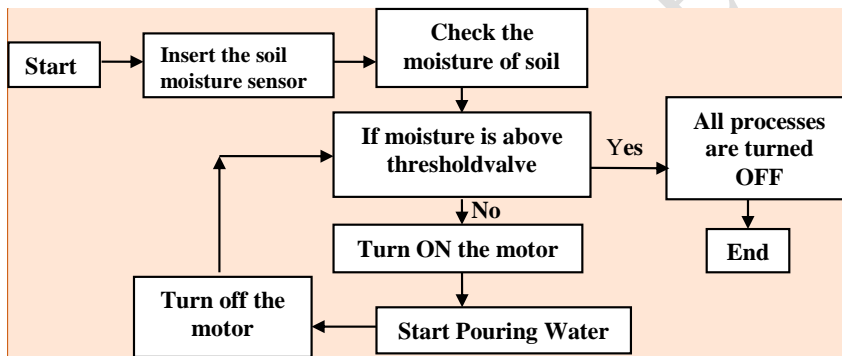 Start
Insert the soil
moisture sensor
Check the
moisture of soil
If moisture is above
thresholdvalve
Yes
All processes
are turned
OFF
No
Turn ON the motor
End
Turn off the
motor
Start Pouring Water